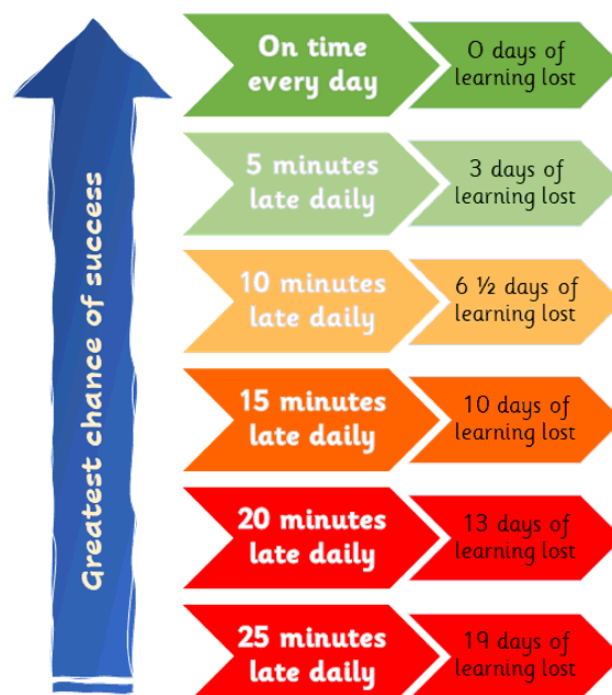 Greatest chance of success
On time
every day
0 days of
learning lost
5 minutes
late daily
3 days of
learning lost
10 minutes
late daily
6 ½ days of
learning lost
15 minutes
late daily
10 days of
learning lost
20 minutes
late daily
13 days of
learning lost
25 minutes
late daily
19 days of
learning lost